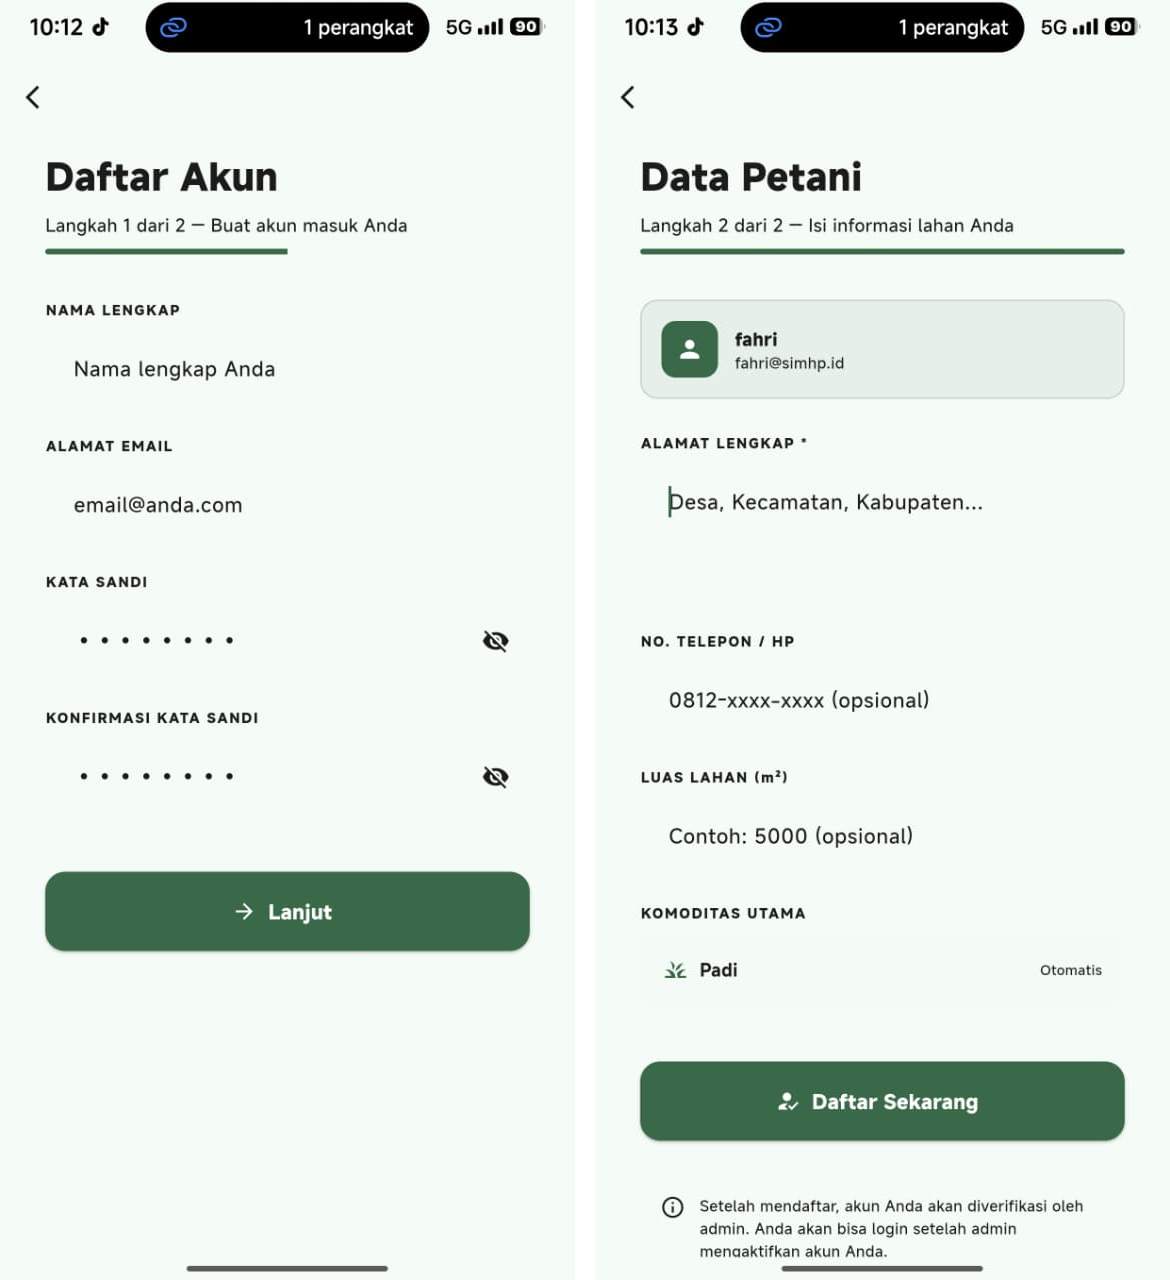 10:12
1 perangkat
5G
90
Daftar Akun
Langkah 1 dari 2 — Buat akun masuk Anda
NAMA LENGKAP
Nama lengkap Anda
ALAMAT EMAIL
email@anda.com
KATA SANDI
• • • • • • • •
KONFIRMASI KATA SANDI
• • • • • • • •
Lanjut
10:13
1 perangkat
5G
90
Data Petani
Langkah 2 dari 2 — Isi informasi lahan Anda
fahri
fahri@simhp.id
ALAMAT LENGKAP *
Desa, Kecamatan, Kabupaten...
NO. TELEPON / HP
0812-xxxx-xxxx (opsional)
LUAS LAHAN (m²)
Contoh: 5000 (opsional)
KOMODITAS UTAMA
Padi
Otomatis
Daftar Sekarang
Setelah mendaftar, akun Anda akan diverifikasi oleh
admin. Anda akan bisa login setelah admin
mengaktifkan akun Anda.